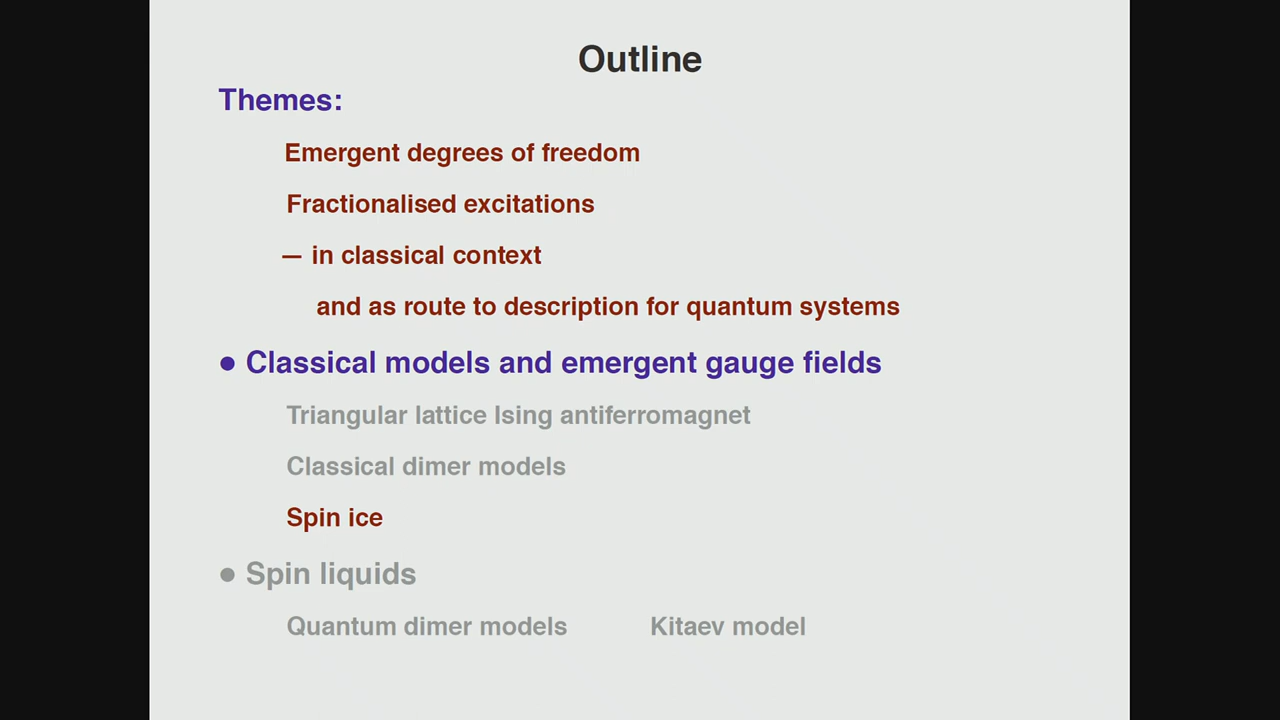 Outline
Themes:
Emergent degrees of freedom
Fractionalised excitations
— in classical context
and as route to description for quantum systems
● Classical models and emergent gauge fields
Triangular lattice Ising antiferromagnet
Classical dimer models
Spin ice
● Spin liquids
Quantum dimer models Kitaev model